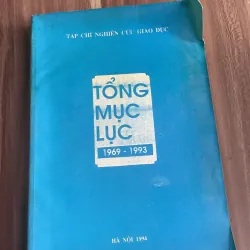 TẠP CHÍ NGHIÊN CỨU GIÁO DỤC
TỔNG
MỤC
LỤC
1969 - 1993
HÀ NỘI 1994